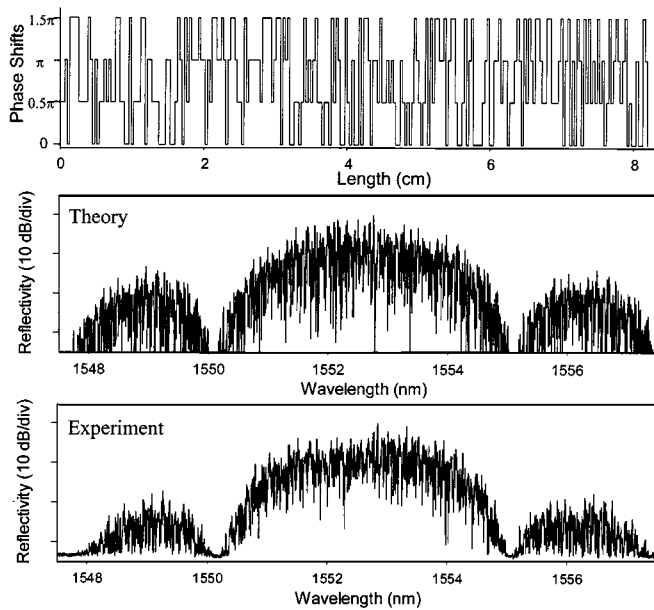 Phase Shifts
1.5π
π
0.5π
0
0 2 4 6 8
Length (cm)
Theory
Reflectivity (10 dB/div)
1548 1550 1552 1554 1556
Wavelength (nm)
Experiment
Reflectivity (10 dB/div)
1548 1550 1552 1554 1556
Wavelength (nm)